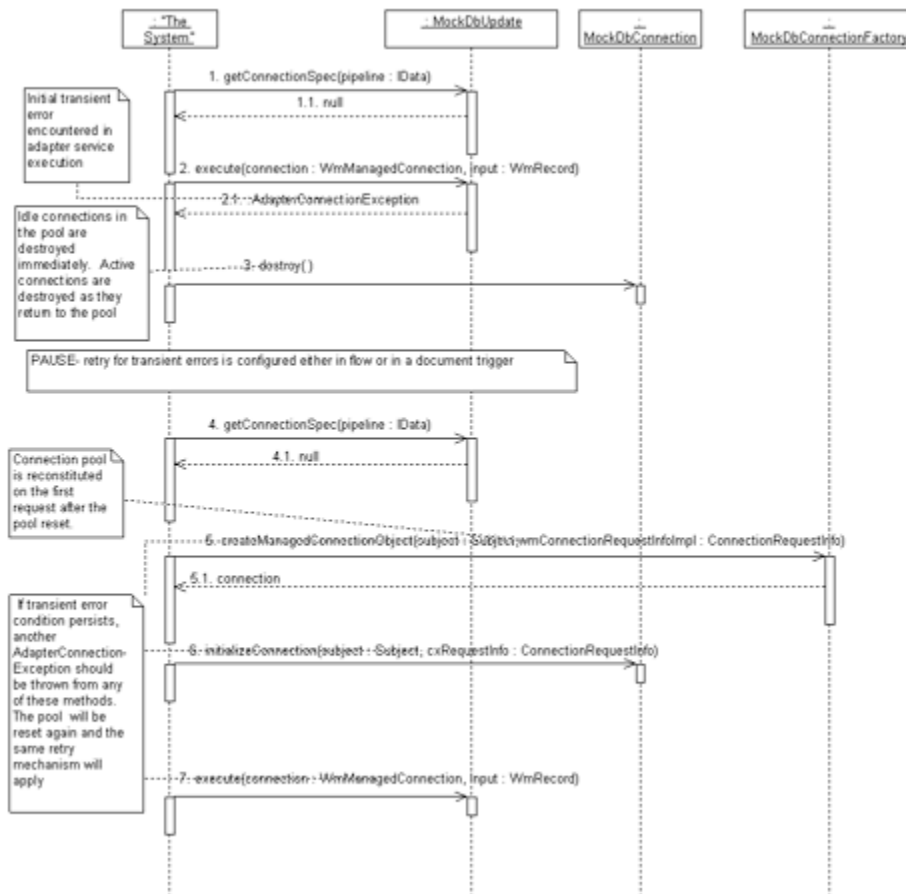 : "The
System"
: MockDbUpdate
:
MockDbConnection
:
MockDbConnectionFactory
1. getConnectionSpec(pipeline : IData)
1.1. null
Initial transient
error
encountered in
adapter service
execution
2. execute(connection : WmManagedConnection, input : WmRecord)
2.1. :AdapterConnectionException
Idle connections in
the pool are
destroyed
immediately. Active
connections are
destroyed as they
return to the pool
3. destroy( )
PAUSE- retry for transient errors is configured either in flow or in a document trigger
4. getConnectionSpec(pipeline : IData)
4.1. null
Connection pool
is reconstituted
on the first
request after the
pool reset.
5. createManagedConnectionObject(subject : Subject,wmConnectionRequestInfoImpl : ConnectionRequestInfo)
5.1. connection
If transient error
condition persists,
another
AdapterConnection-
Exception should
be thrown from any
of these methods.
The pool will be
reset again and the
same retry
mechanism will
apply
6. initializeConnection(subject : Subject, cxRequestInfo : ConnectionRequestInfo)
7. execute(connection : WmManagedConnection, input : WmRecord)